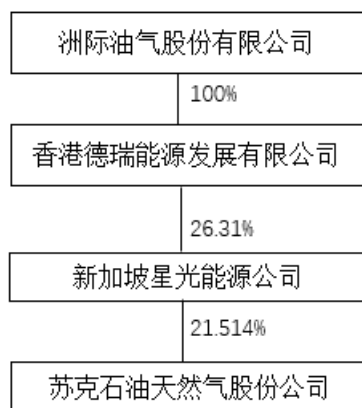 洲际油气股份有限公司
100%
香港德瑞能源发展有限公司
26.31%
新加坡星光能源公司
21.514%
苏克石油天然气股份公司